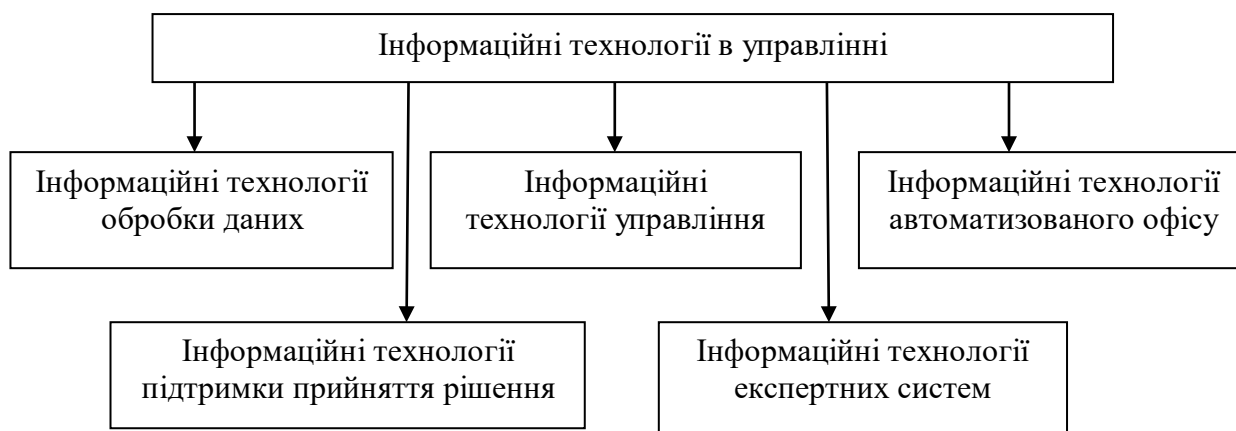 Інформаційні технології в управлінні
Інформаційні технології
обробки даних
Інформаційні
технології управління
Інформаційні технології
автоматизованого офісу
Інформаційні технології
підтримки прийняття рішення
Інформаційні технології
експертних систем